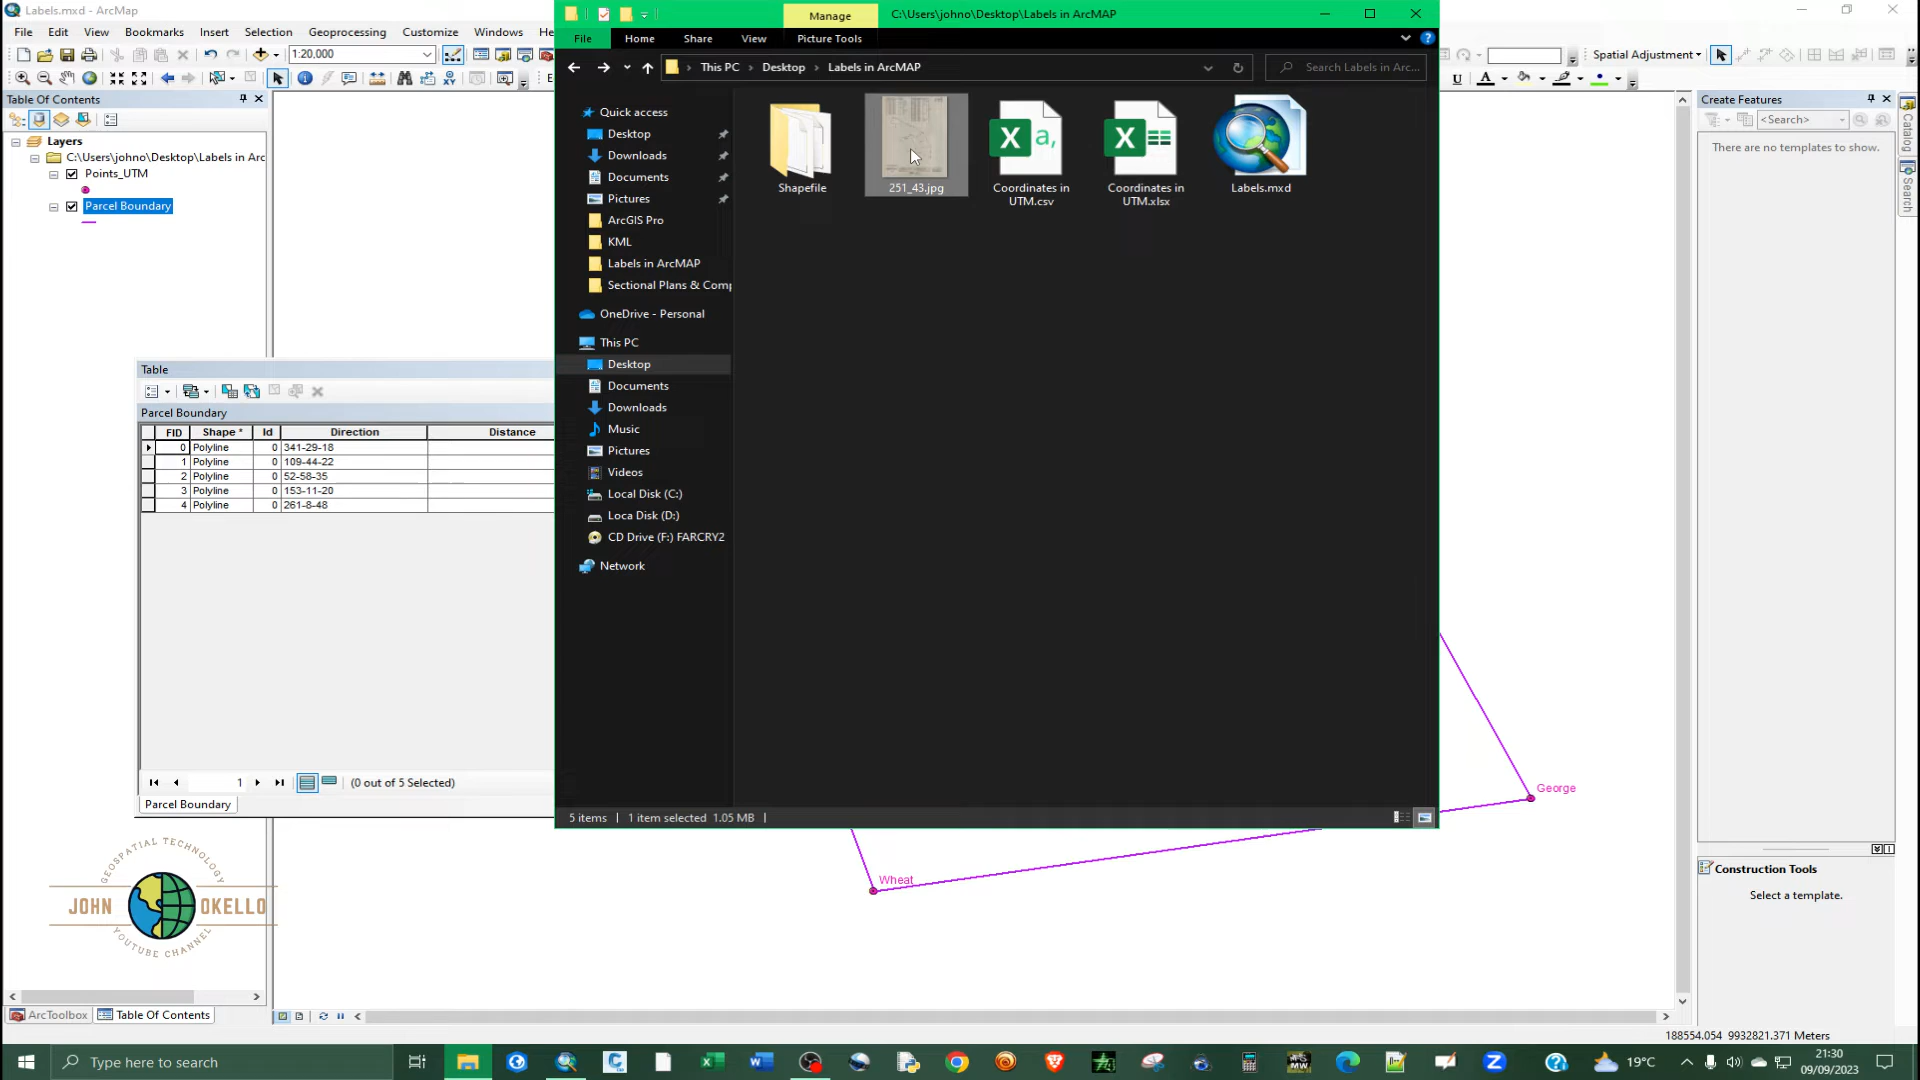 Labels.mxd - ArcMap
File Edit View Bookmarks Insert Selection Geoprocessing Customize Windows He
1:20,000
Spatial Adjustment
Table Of Contents
Layers
C:\Users\johno\Desktop\Labels in Arc
Points_UTM
Parcel Boundary
Manage
C:\Users\johno\Desktop\Labels in ArcMAP
File Home Share View Picture Tools
This PC Desktop Labels in ArcMAP
Search Labels in Arc...
Quick access
Desktop
Downloads
Documents
Pictures
ArcGIS Pro
KML
Labels in ArcMAP
Sectional Plans & Comp
OneDrive - Personal
This PC
Desktop
Documents
Downloads
Music
Pictures
Videos
Local Disk (C:)
Loca Disk (D:)
CD Drive (F:) FARCRY2
Network
Shapefile
251_43.jpg
Coordinates in UTM.csv
Coordinates in UTM.xlsx
Labels.mxd
5 items 1 item selected 1.05 MB
Table
Parcel Boundary
FID Shape * Id Direction Distance
0 Polyline 0 341-29-18
1 Polyline 0 109-44-22
2 Polyline 0 52-58-35
3 Polyline 0 153-11-20
4 Polyline 0 261-8-48
1 (0 out of 5 Selected)
Parcel Boundary
Create Features
<Search>
There are no templates to show.
Catalog
Search
Construction Tools
Select a template.
George
Wheat
GEOSPATIAL TECHNOLOGY
JOHN OKELLO
YOUTUBE CHANNEL
ArcToolbox Table Of Contents
188554.054 9932821.371 Meters
Type here to search
19°C
21:30
09/09/2023